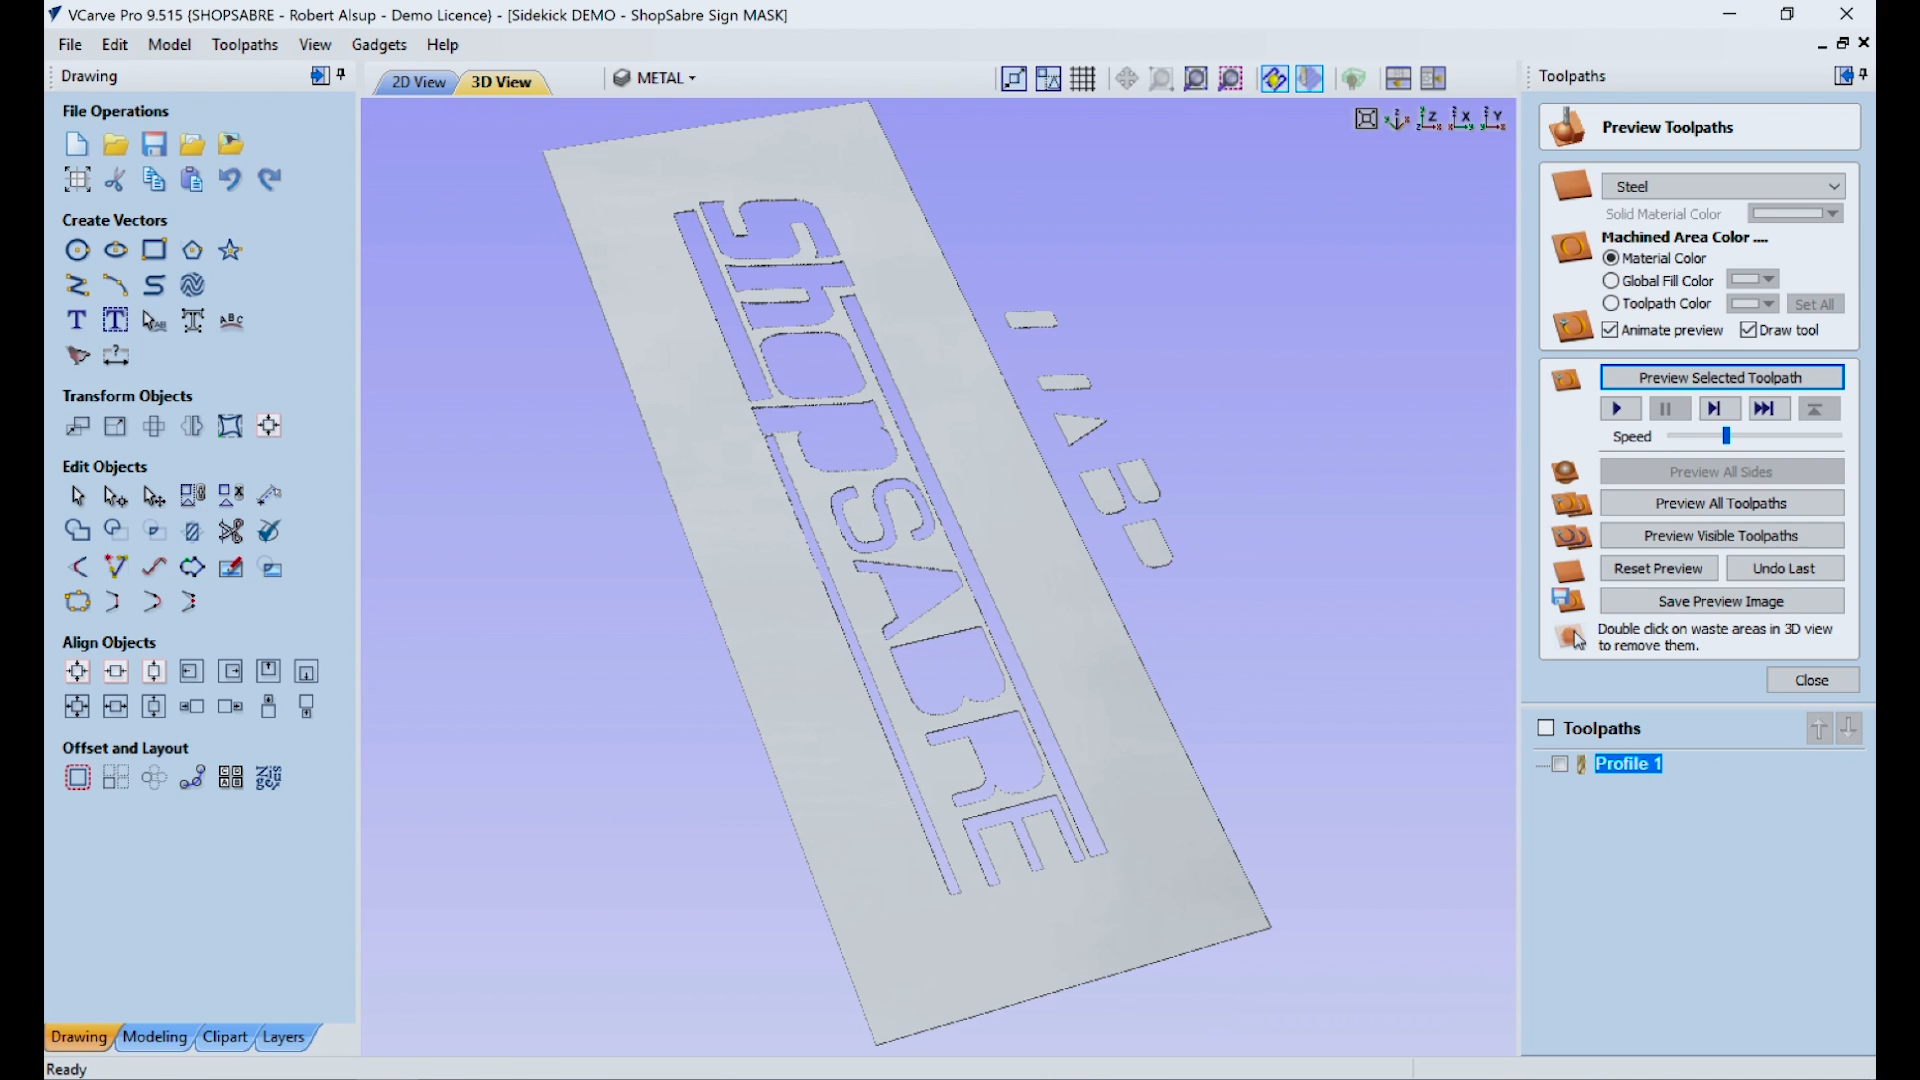 VCarve Pro 9.515 {SHOPSABRE - Robert Alsup - Demo Licence} - [Sidekick DEMO - ShopSabre Sign MASK]
File Edit Model Toolpaths View Gadgets Help
Drawing
2D View 3D View METAL
Toolpaths
File Operations
Create Vectors
Transform Objects
Edit Objects
Align Objects
Offset and Layout
Drawing Modeling Clipart Layers
Ready
ShopSABRE
Preview Toolpaths
Steel
Solid Material Color
Machined Area Color ....
Material Color
Global Fill Color
Toolpath Color Set All
Animate preview Draw tool
Preview Selected Toolpath
Speed
Preview All Sides
Preview All Toolpaths
Preview Visible Toolpaths
Reset Preview Undo Last
Save Preview Image
Double click on waste areas in 3D view
to remove them.
Close
Toolpaths
Profile 1